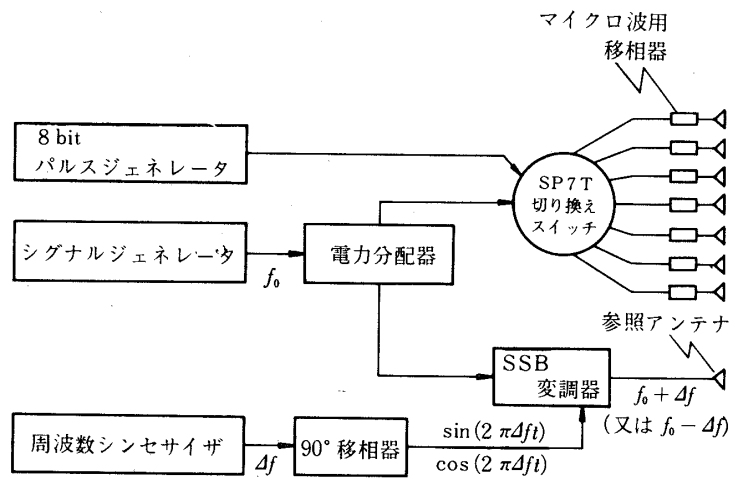 マイクロ波用
移相器
8 bit
パルスジェネレータ
SP7T
切り換え
スイッチ
シグナルジェネレータ
f₀
電力分配器
参照アンテナ
SSB
変調器
f₀ + Δf
(又は f₀ − Δf)
周波数シンセサイザ
Δf
90° 移相器
sin (2 πΔft)
cos (2 πΔft)